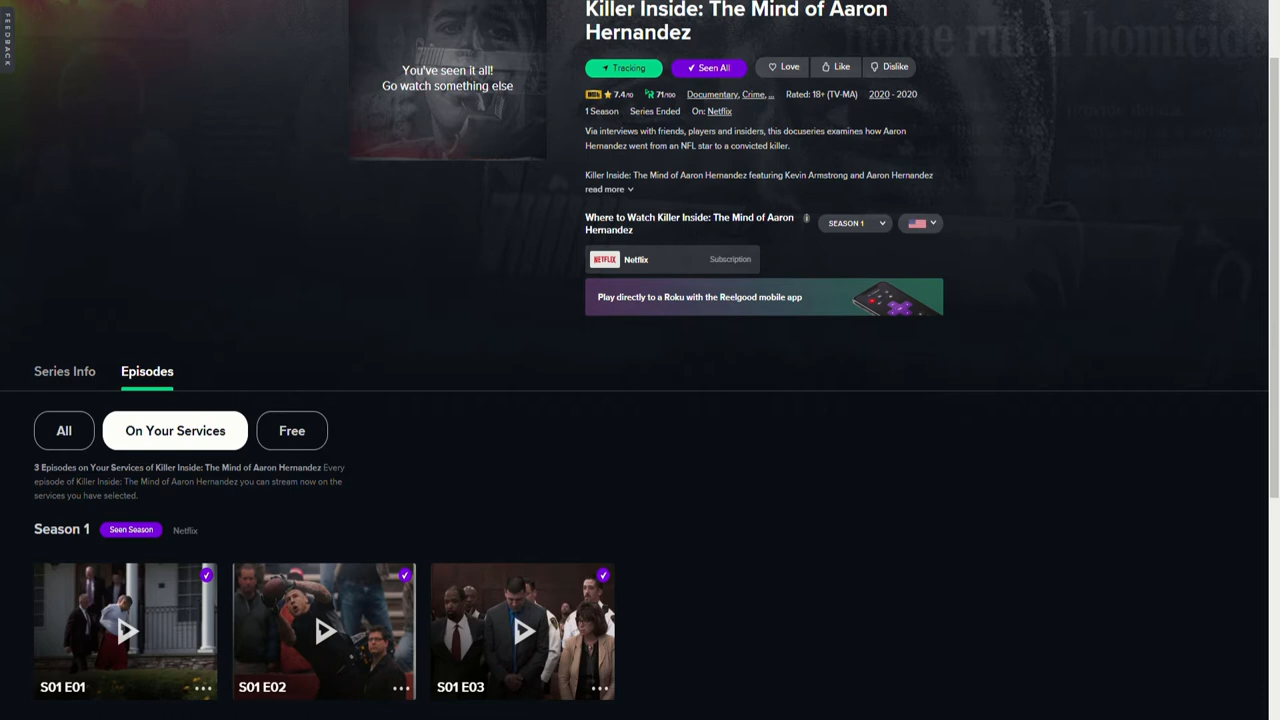 FEEDBACK
Killer Inside: The Mind of Aaron
Hernandez
You've seen it all!
Go watch something else
Tracking
Seen All
Love
Like
Dislike
IMDb 7.4/10 R 71/100 Documentary, Crime, ... Rated: 18+ (TV-MA) 2020 - 2020
1 Season Series Ended On: Netflix
Via interviews with friends, players and insiders, this docuseries examines how Aaron
Hernandez went from an NFL star to a convicted killer.
Killer Inside: The Mind of Aaron Hernandez featuring Kevin Armstrong and Aaron Hernandez
read more
Where to Watch Killer Inside: The Mind of Aaron
Hernandez
SEASON 1
NETFLIX Netflix Subscription
Play directly to a Roku with the Reelgood mobile app
Series Info Episodes
All On Your Services Free
3 Episodes on Your Services of Killer Inside: The Mind of Aaron Hernandez Every
episode of Killer Inside: The Mind of Aaron Hernandez you can stream now on the
services you have selected.
Season 1 Seen Season Netflix
S01 E01
S01 E02
S01 E03